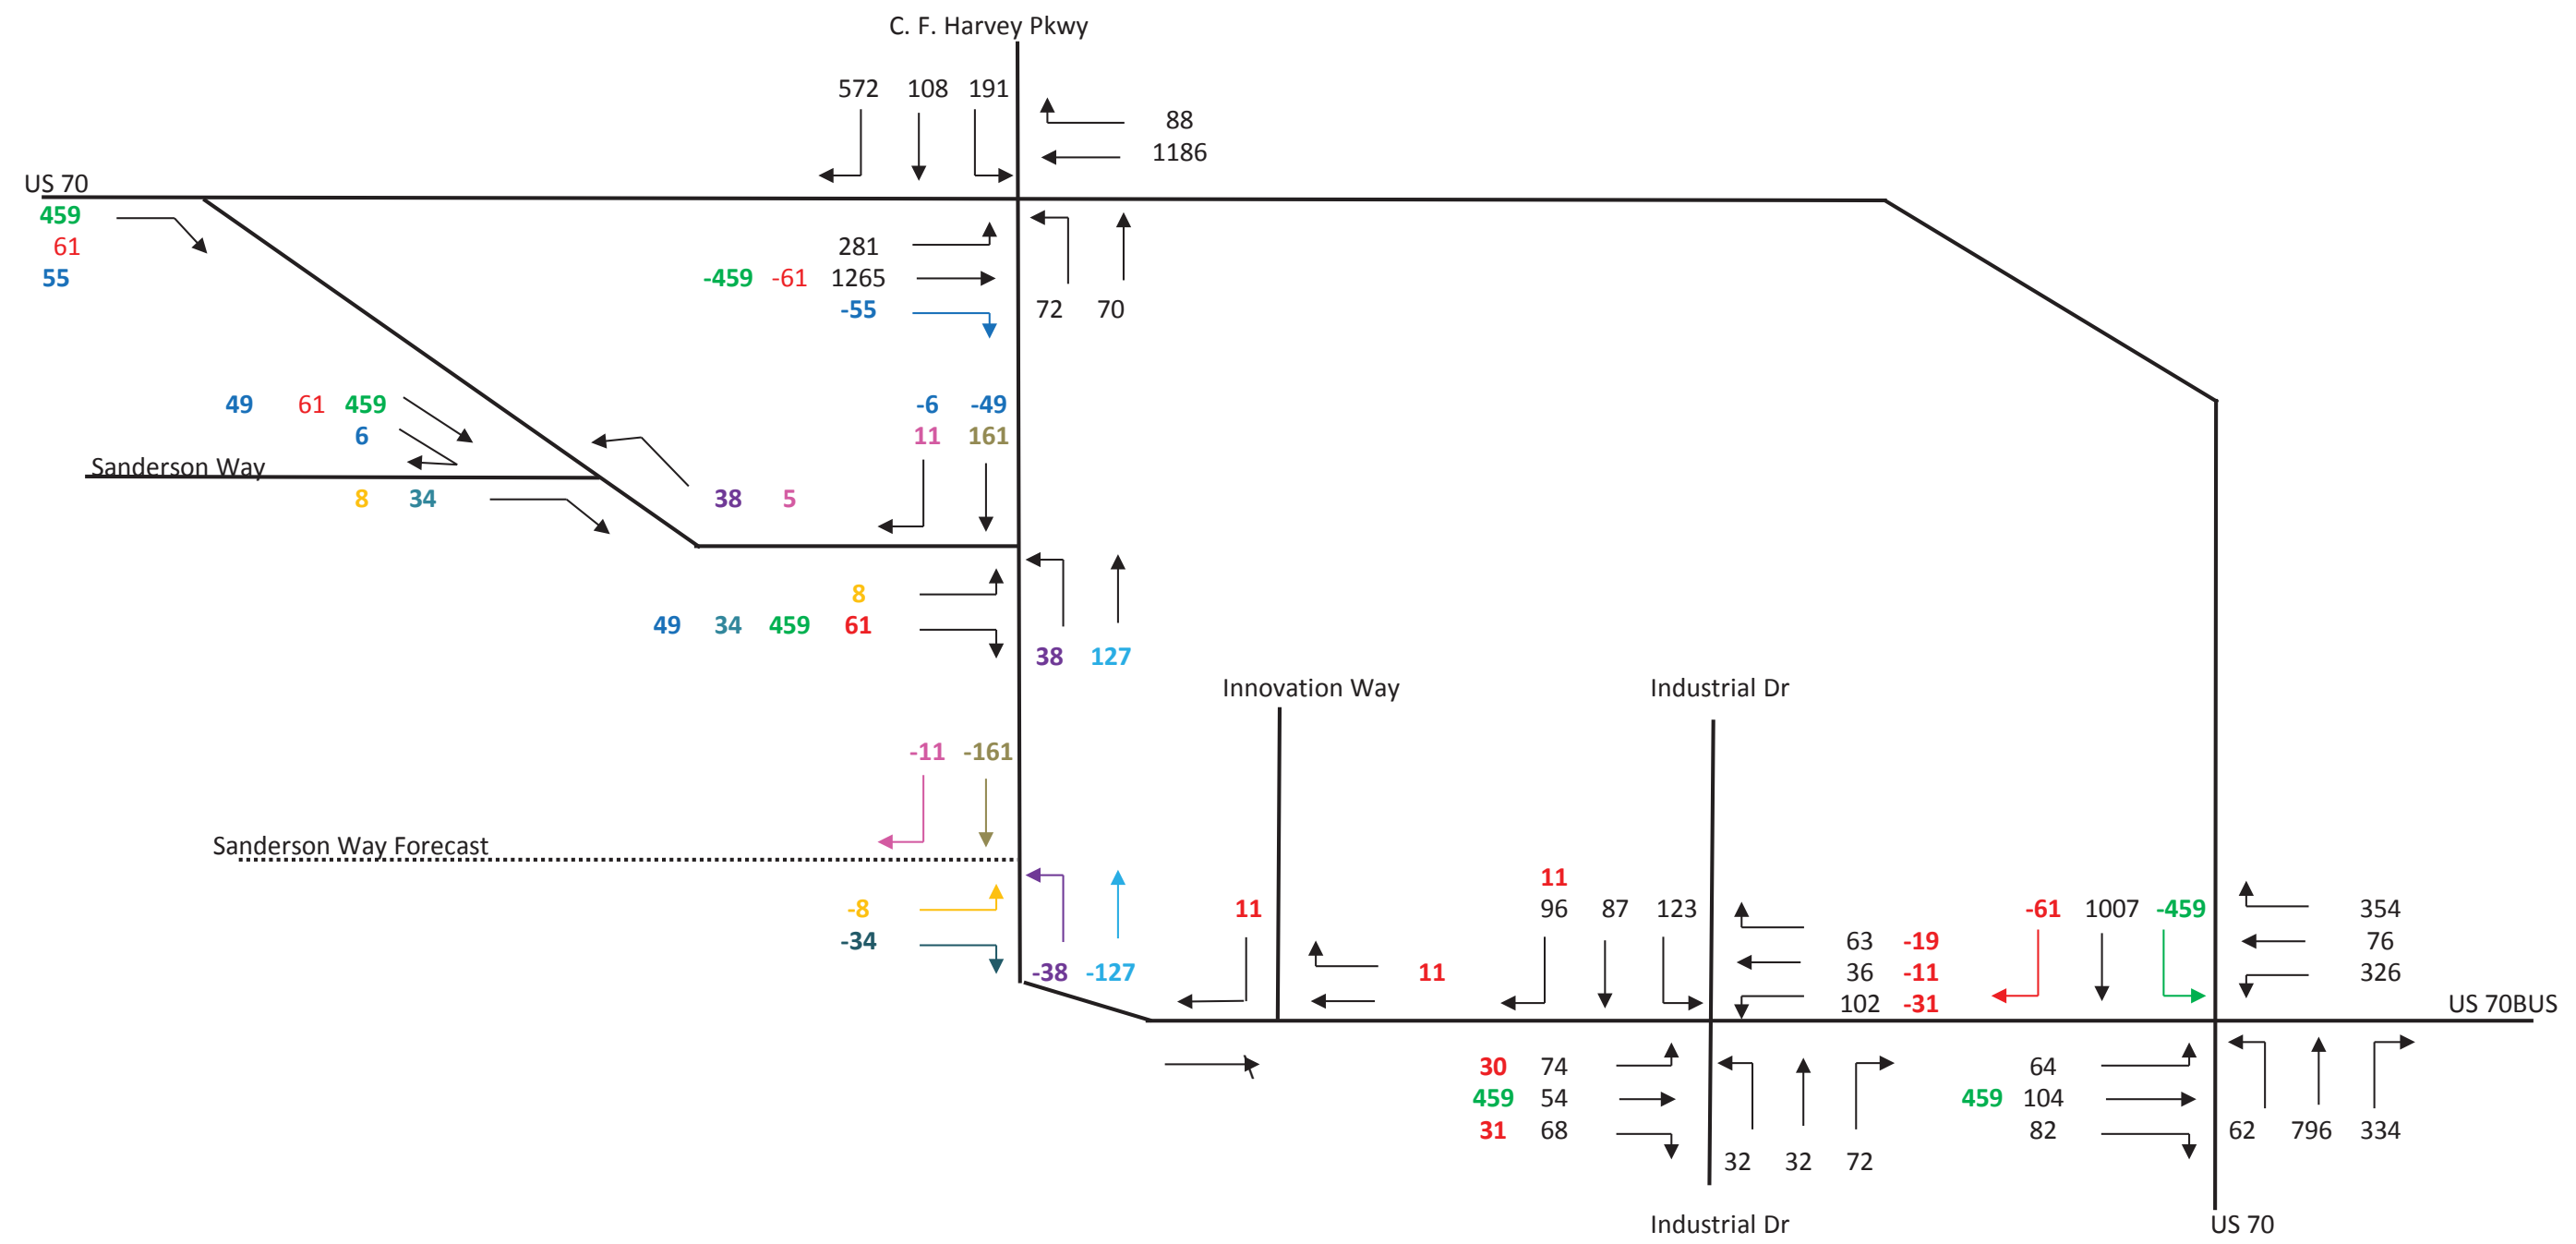 C. F. Harvey Pkwy
572 108 191
88
1186
US 70
459
61
55
281
-459 -61 1265
-55
72 70
49 61 459
6
-6 -49
11 161
Sanderson Way
8 34
38 5
8
49 34 459 61
38 127
Innovation Way
Industrial Dr
-11 -161
Sanderson Way Forecast
-8
-34
-38 -127
11
11
11
96 87 123
63 -19
36 -11
102 -31
-61 1007 -459
354
76
326
US 70BUS
30 74
459 54
31 68
32 32 72
64
459 104
82
62 796 334
Industrial Dr
US 70